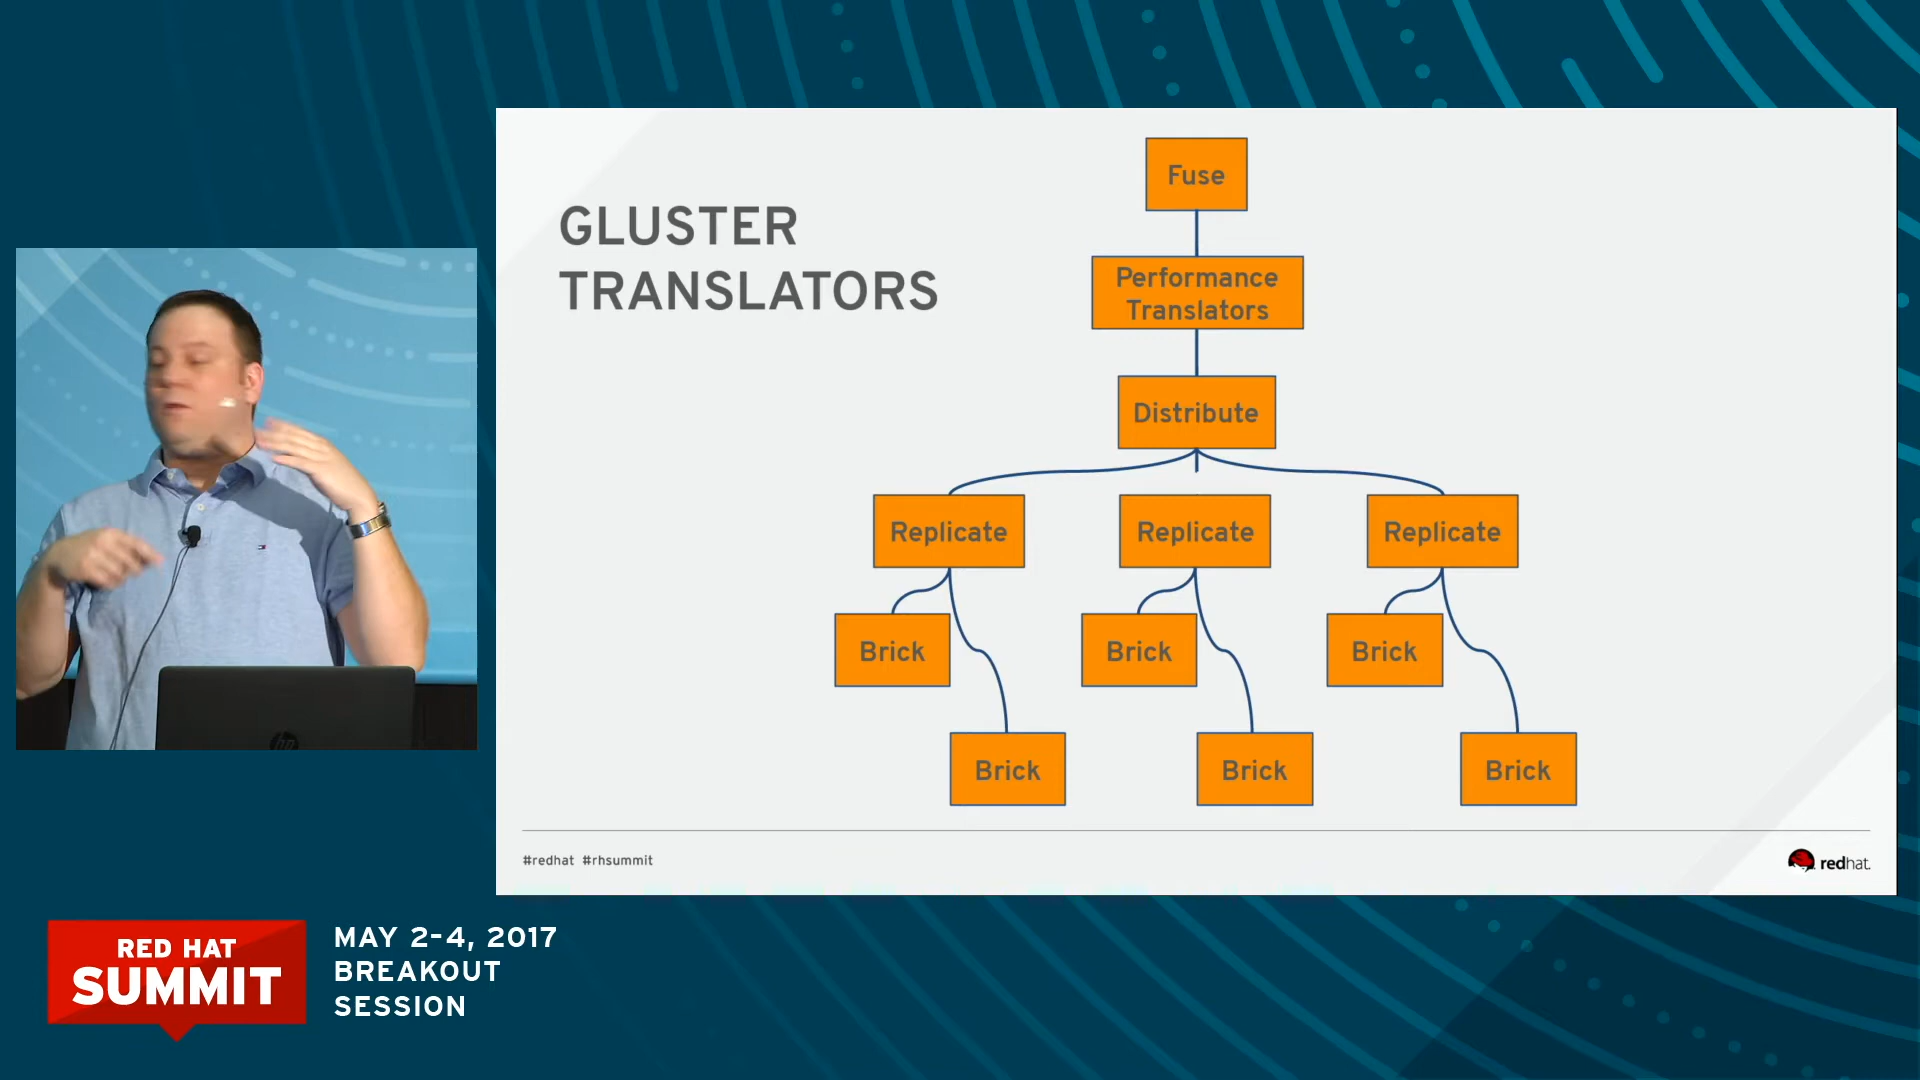 GLUSTER
TRANSLATORS
Fuse
Performance
Translators
Distribute
Replicate
Replicate
Replicate
Brick
Brick
Brick
Brick
Brick
Brick
#redhat #rhsummit
redhat.
hp
RED HAT
SUMMIT
MAY 2-4, 2017
BREAKOUT
SESSION